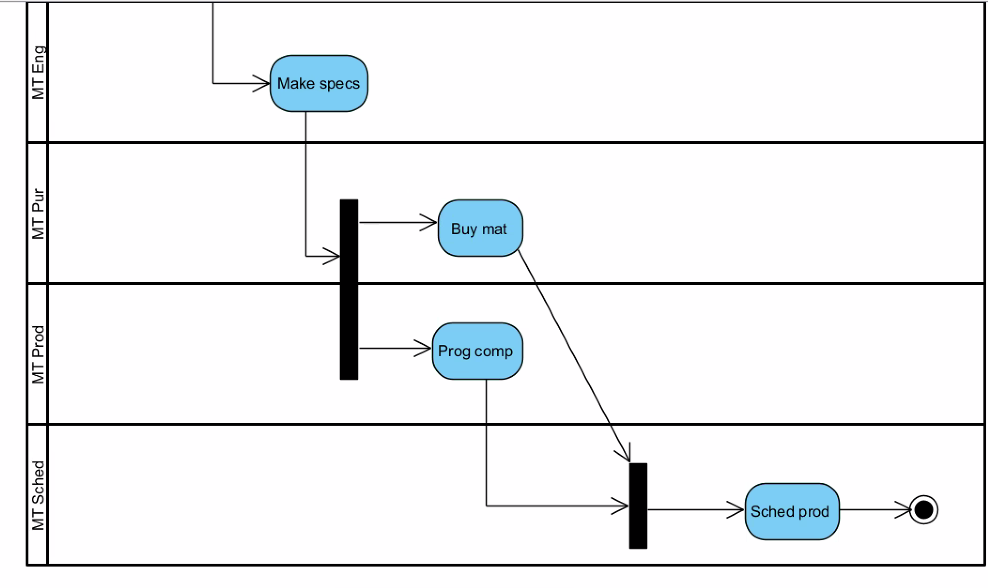 MT Eng
Make specs
MT Pur
Buy mat
MT Prod
Prog comp
MT Sched
Sched prod